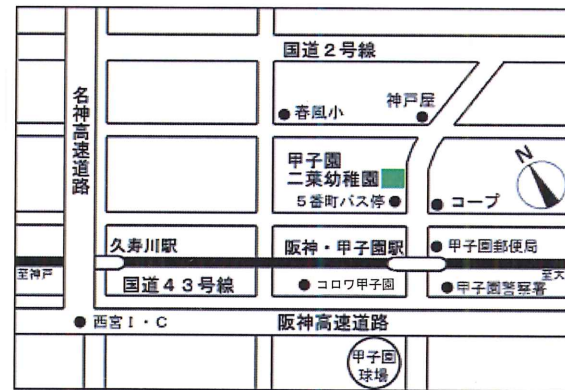 国道2号線
名神高速道路
春風小
神戸屋
甲子園
二葉幼稚園
5番町バス停
N
コープ
久寿川駅
阪神・甲子園駅
甲子園郵便局
至神戸
国道43号線
コロワ甲子園
甲子園警察署
至大
西宮I・C
阪神高速道路
甲子園
球場